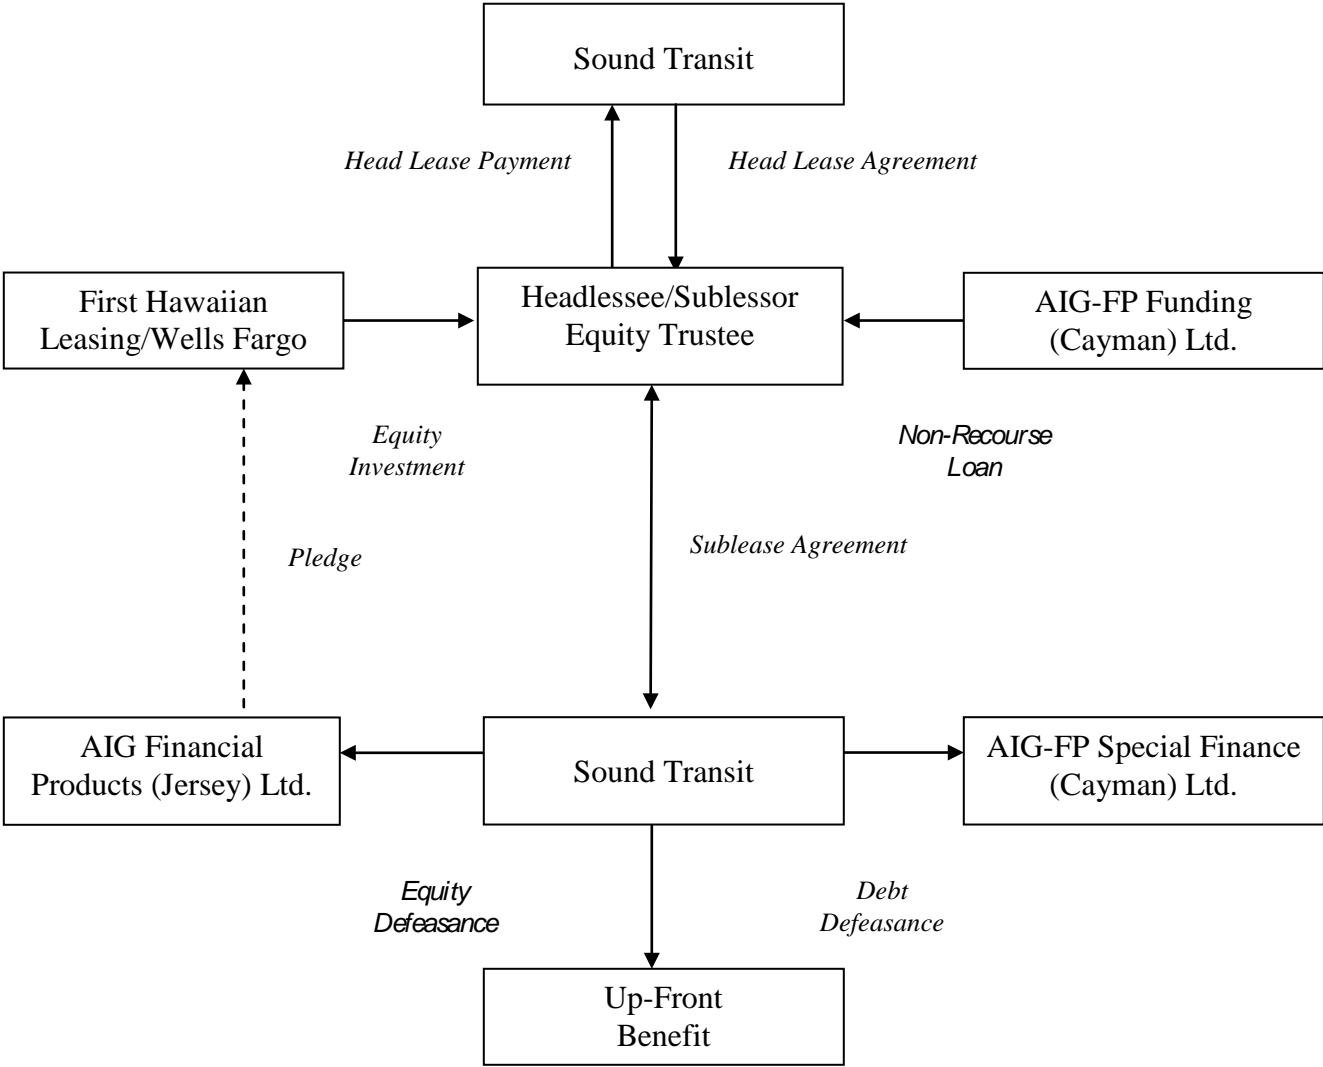 Sound Transit
Head Lease Payment
Head Lease Agreement
First Hawaiian
Leasing/Wells Fargo
Headlessee/Sublessor
Equity Trustee
AIG-FP Funding
(Cayman) Ltd.
Equity
Investment
Non-Recourse
Loan
Pledge
Sublease Agreement
AIG Financial
Products (Jersey) Ltd.
Sound Transit
AIG-FP Special Finance
(Cayman) Ltd.
Equity
Defeasance
Debt
Defeasance
Up-Front
Benefit